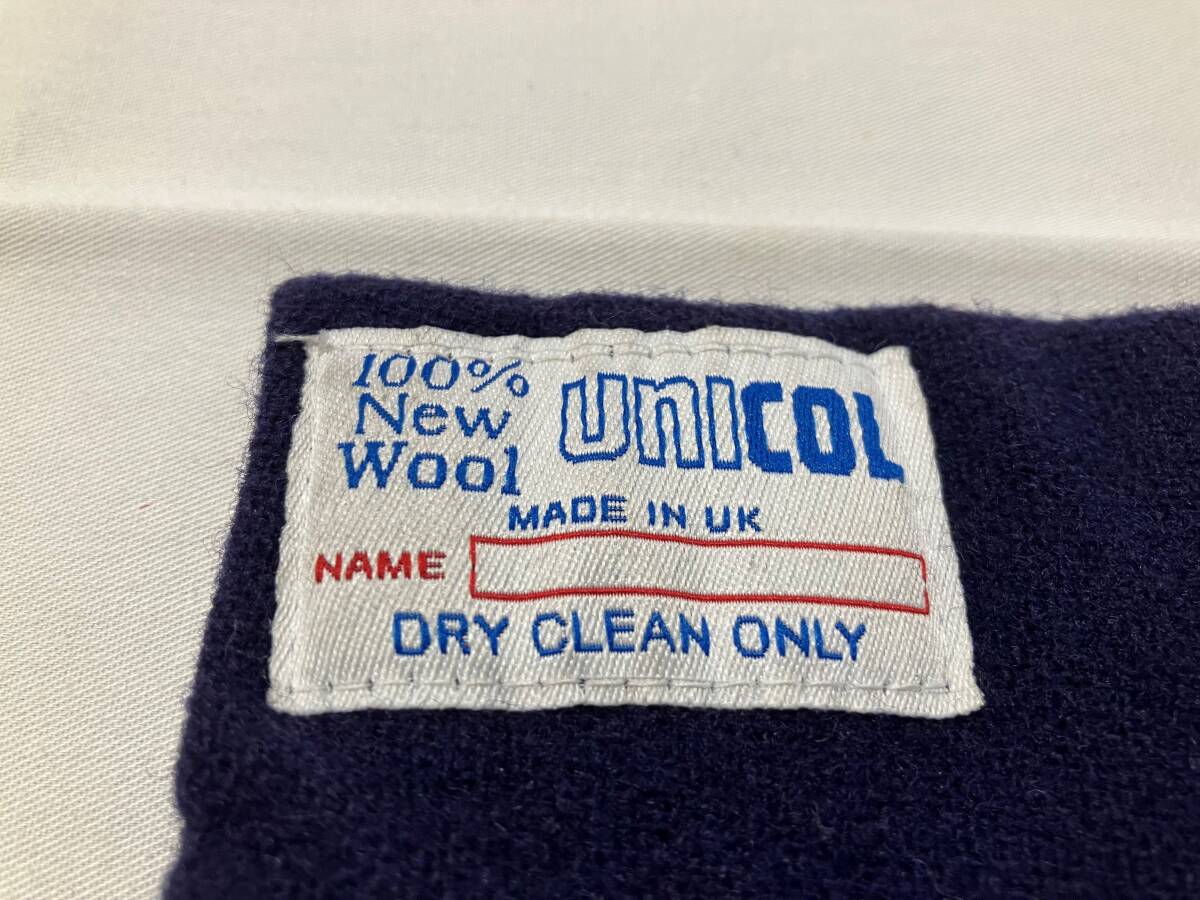 100%
New
Wool
UNICOL
MADE IN UK
NAME
DRY CLEAN ONLY